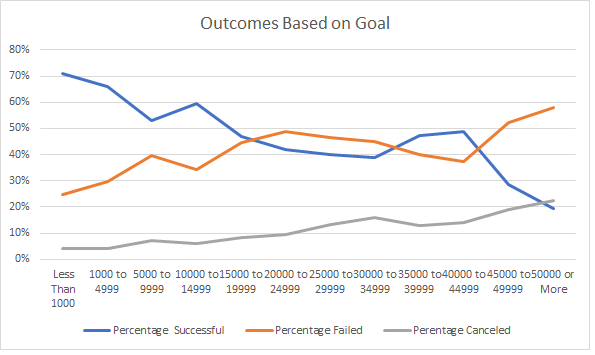 Outcomes Based on Goal
80%
70%
60%
50%
40%
30%
20%
10%
0%
Less Than 1000
1000 to 4999
5000 to 9999
10000 to 14999
15000 to 19999
20000 to 24999
25000 to 29999
30000 to 34999
35000 to 39999
40000 to 44999
45000 to 49999
50000 or More
Percentage Successful
Percentage Failed
Perentage Canceled